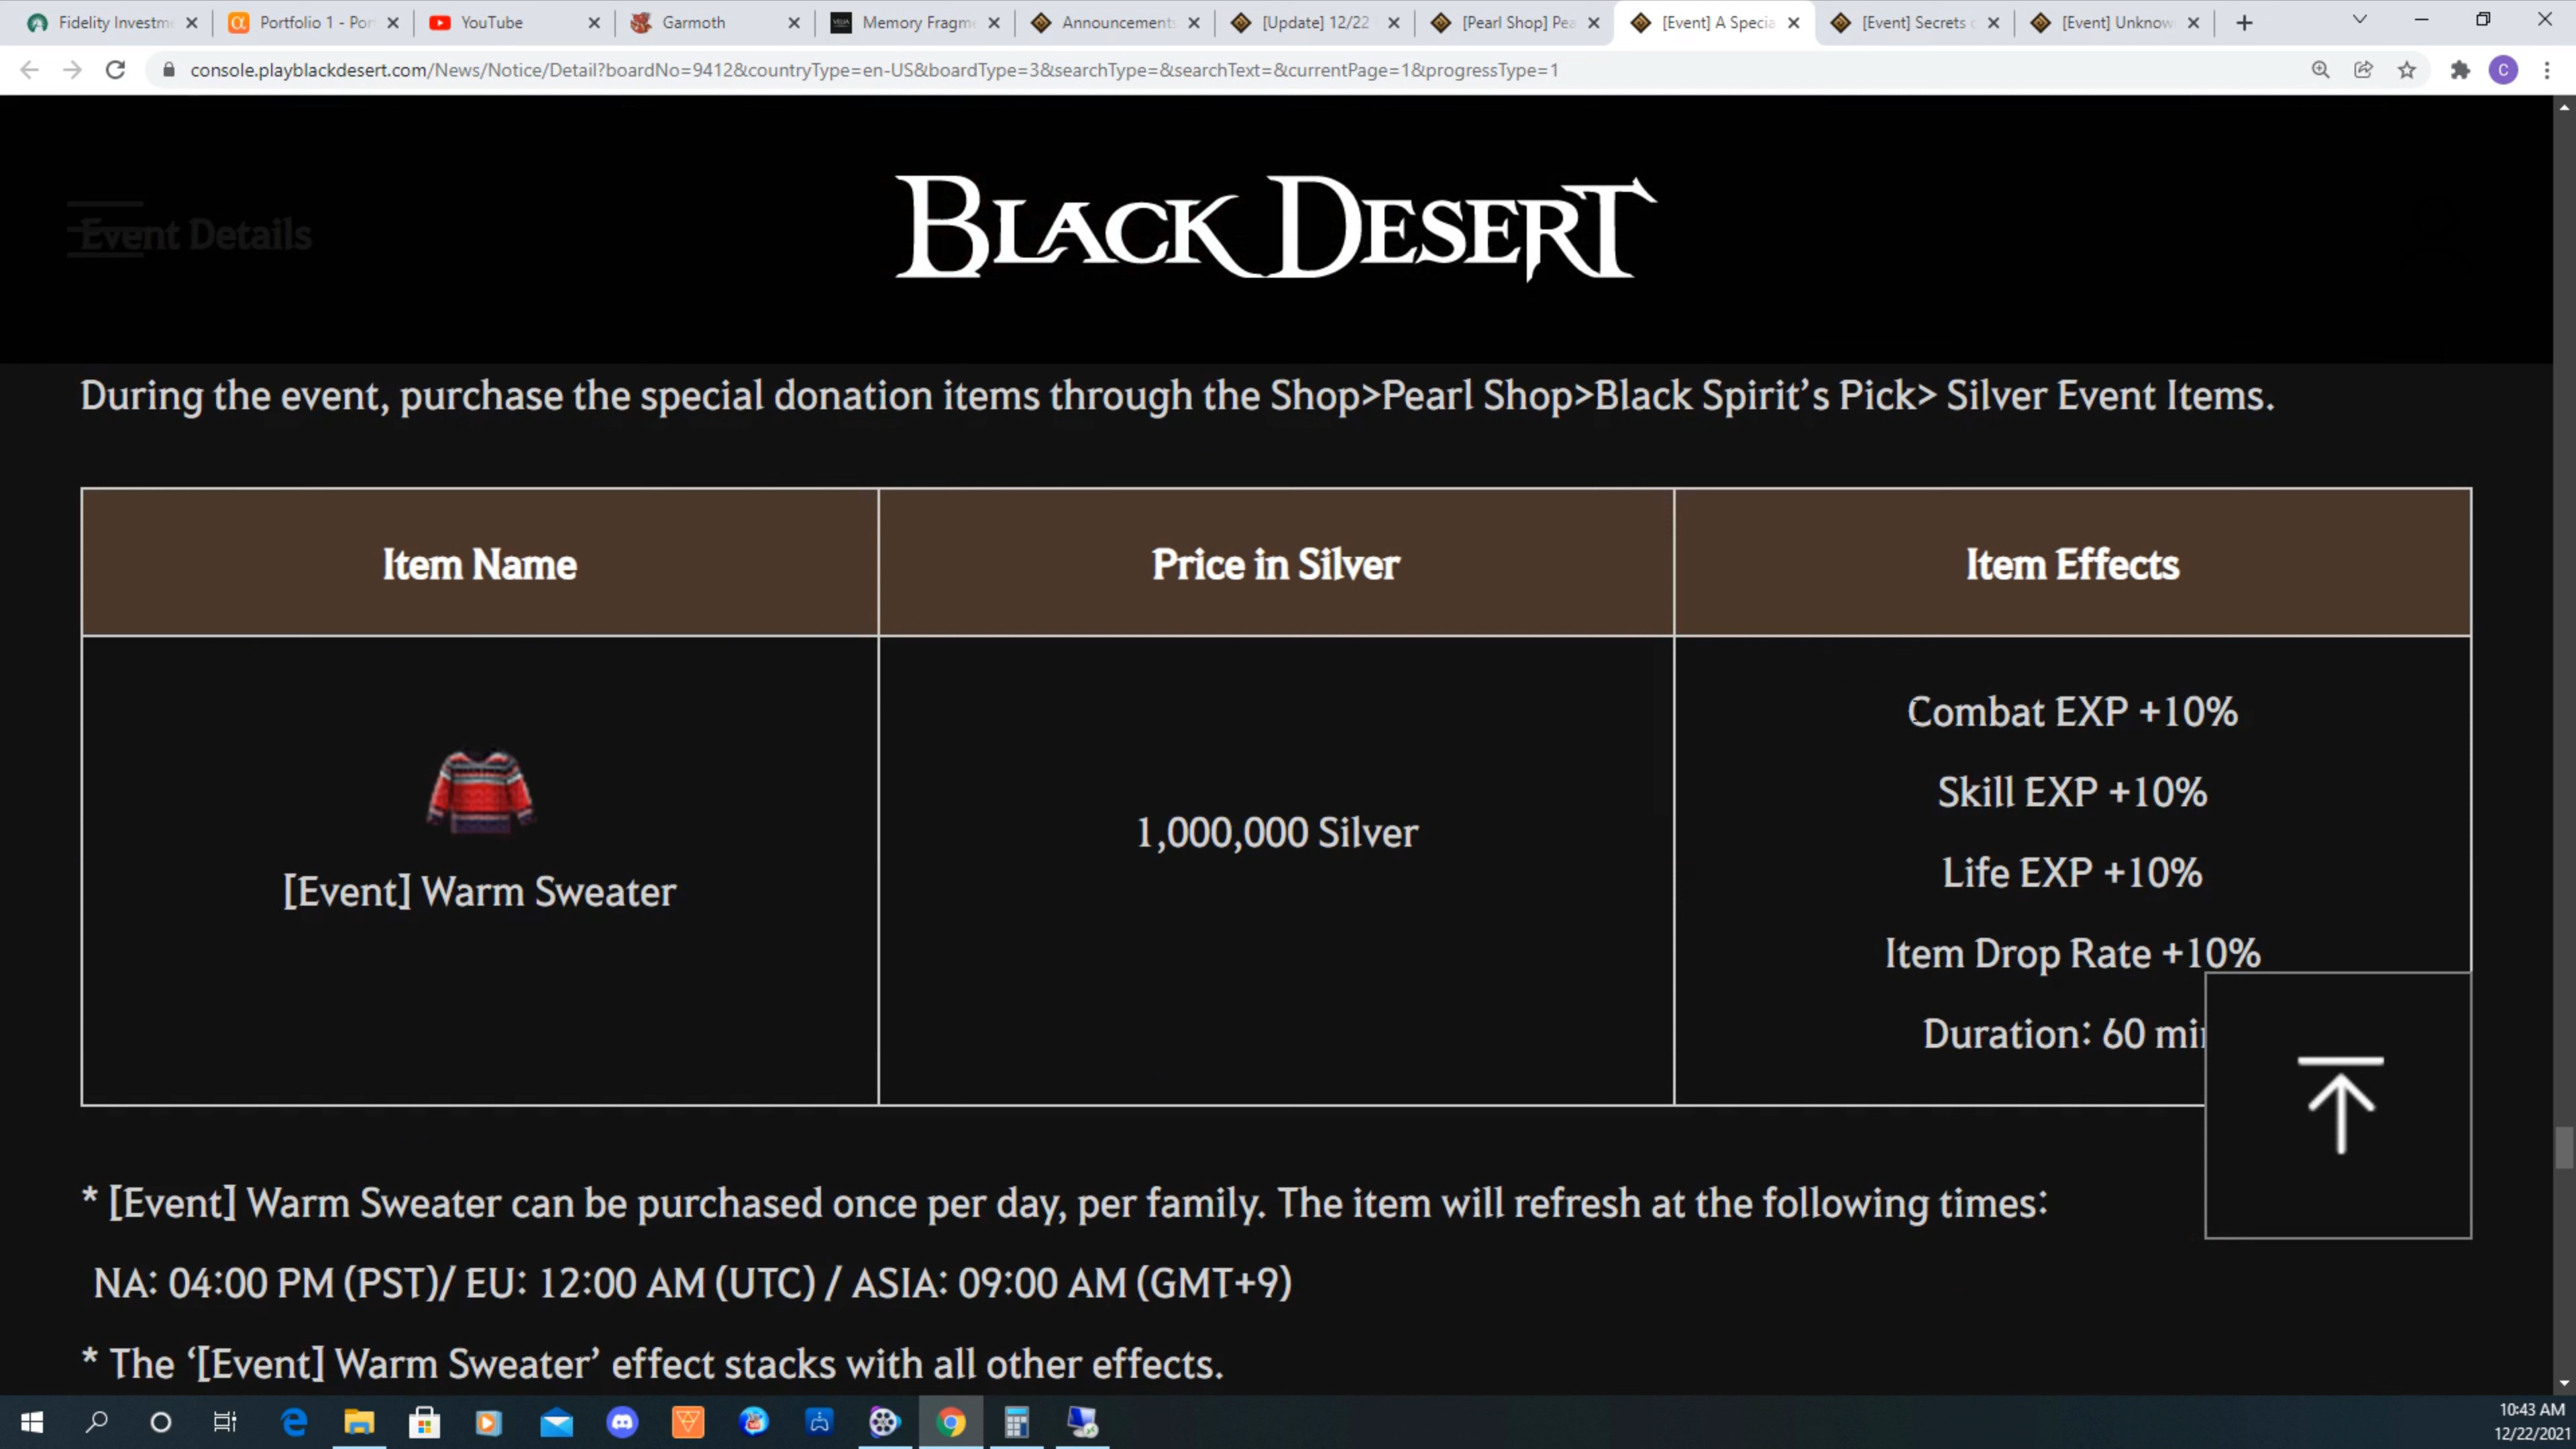 Fidelity Investm
Portfolio 1 - Por
YouTube
Garmoth
Memory Fragm
Announcement
[Update] 12/22
[Pearl Shop] Pea
[Event] A Specia
[Event] Secrets
[Event] Unknow
console.playblackdesert.com/News/Notice/Detail?boardNo=9412&countryType=en-US&boardType=3&searchType=&searchText=&currentPage=1&progressType=1
C
BLACK DESERT
Event Details
During the event, purchase the special donation items through the Shop>Pearl Shop>Black Spirit’s Pick> Silver Event Items.
Item Name
Price in Silver
Item Effects
[Event] Warm Sweater
1,000,000 Silver
Combat EXP +10%
Skill EXP +10%
Life EXP +10%
Item Drop Rate +10%
Duration: 60 min
* [Event] Warm Sweater can be purchased once per day, per family. The item will refresh at the following times:
NA: 04:00 PM (PST)/ EU: 12:00 AM (UTC) / ASIA: 09:00 AM (GMT+9)
* The ‘[Event] Warm Sweater’ effect stacks with all other effects.
10:43 AM
12/22/2021